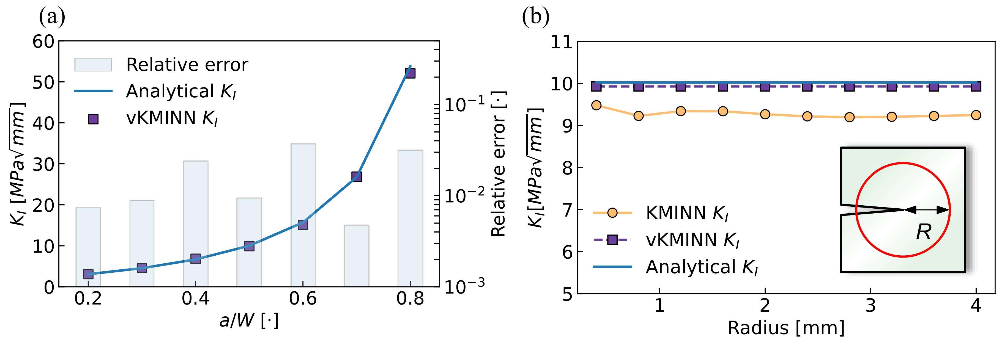 (a)
60
50
40
30
20
10
0
K_I [MPa√mm]
Relative error
Analytical K_I
vKMINN K_I
10^−1
10^−2
10^−3
Relative error [·]
0.2 0.4 0.6 0.8
a/W [·]
(b)
11
10
9
8
7
6
5
K_I[MPa√mm]
KMINN K_I
vKMINN K_I
Analytical K_I
R
1 2 3 4
Radius [mm]